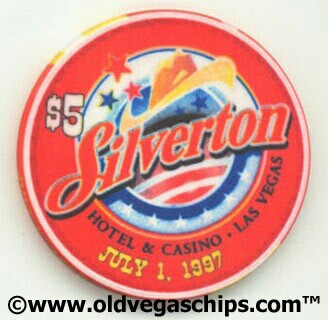 $5
Silverton
HOTEL & CASINO • LAS VEGAS
JULY 1, 1997
©www.oldvegaschips.com™